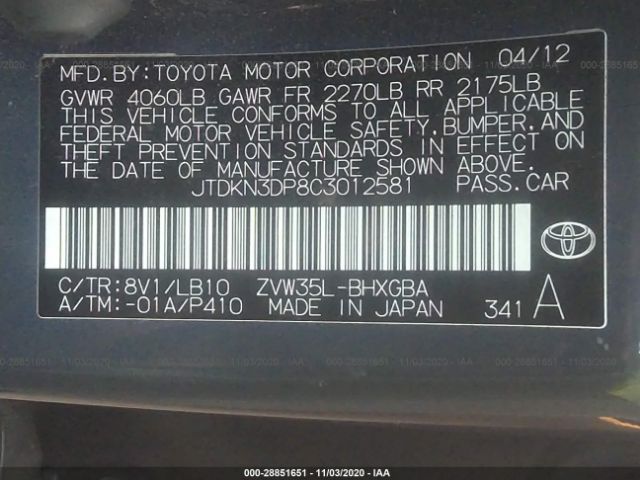 MFD.BY:TOYOTA MOTOR CORPORATION 04/12
GVWR 4060LB GAWR FR 2270LB RR 2175LB
THIS VEHICLE CONFORMS TO ALL APPLICABLE
FEDERAL MOTOR VEHICLE SAFETY,BUMPER,AND
THEFT PREVENTION STANDARDS IN EFFECT ON
THE DATE OF MANUFACTURE SHOWN ABOVE.
JTDKN3DP8C3012581 PASS.CAR
C/TR:8V1/LB10 ZVW35L-BHXGBA
A/TM:-01A/P410 MADE IN JAPAN 341 A
000-28851651 - 11/03/2020 - IAA